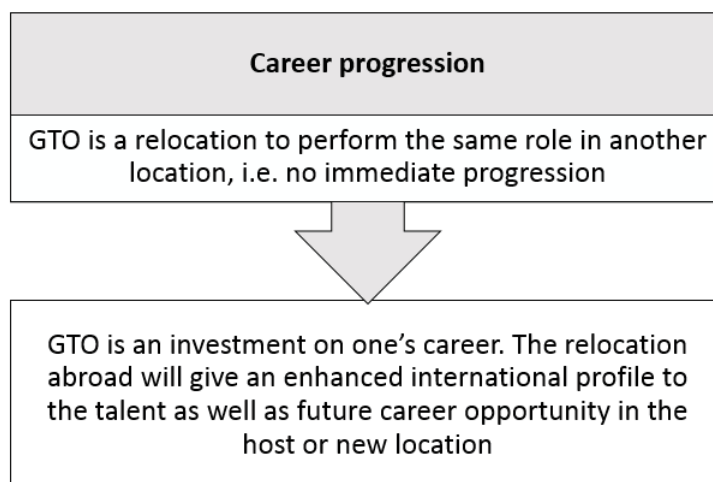 Career progression
GTO is a relocation to perform the same role in another
location, i.e. no immediate progression
GTO is an investment on one’s career. The relocation
abroad will give an enhanced international profile to
the talent as well as future career opportunity in the
host or new location